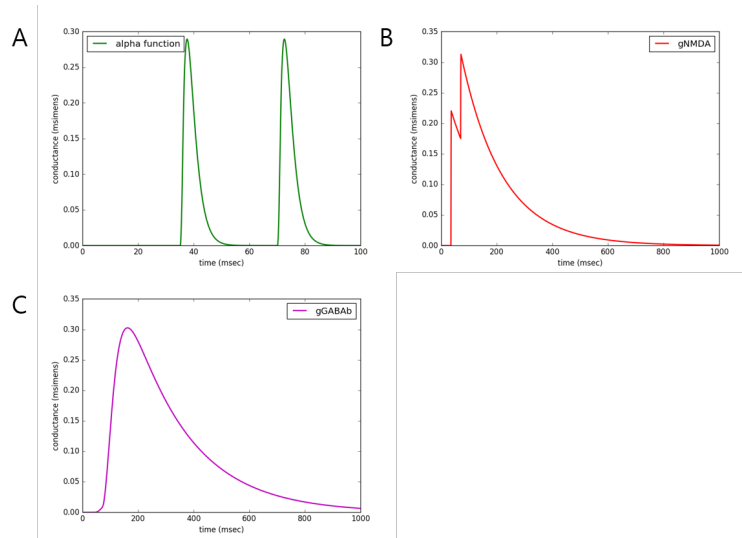 A
alpha function
0.30
0.25
0.20
0.15
0.10
0.05
0.00
conductance (msimens)
0 20 40 60 80 100
time (msec)
B
gNMDA
0.35
0.30
0.25
0.20
0.15
0.10
0.05
0.00
conductance (msimens)
0 200 400 600 800 1000
time (msec)
C
gGABAb
0.35
0.30
0.25
0.20
0.15
0.10
0.05
0.00
conductance (msimens)
0 200 400 600 800 1000
time (msec)